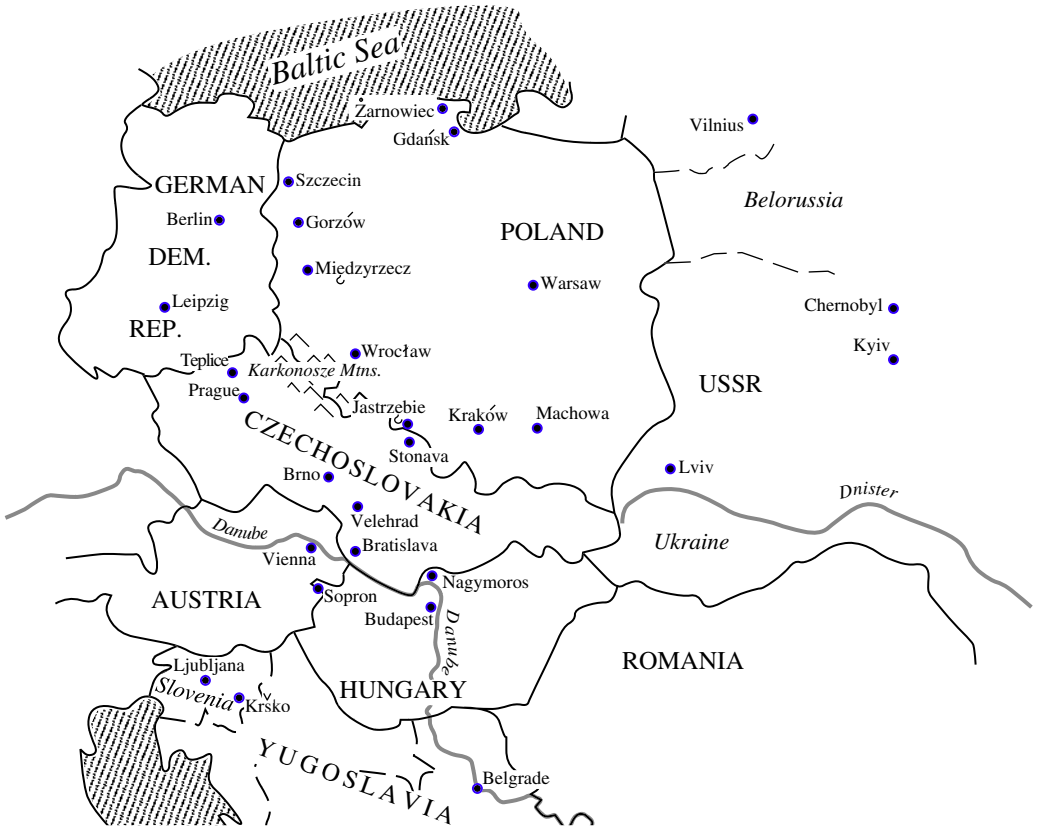 Baltic Sea
Żarnowiec
Gdańsk
Vilnius
GERMAN
Szczecin
Belorussia
Berlin
Gorzów
POLAND
DEM.
Międzyrzecz
Warsaw
Leipzig
Chernobyl
REP.
Kyiv
Teplice
Wrocław
Karkonosze Mtns.
USSR
Prague
Jastrzebie
Kraków
Machowa
CZECHOSLOVAKIA
Stonava
Lviv
Brno
Dnister
Velehrad
Danube
Bratislava
Ukraine
Vienna
Nagymoros
Sopron
AUSTRIA
Budapest
Danube
ROMANIA
Ljubljana
HUNGARY
Slovenia
Krsko
YUGOSLAVIA
Belgrade